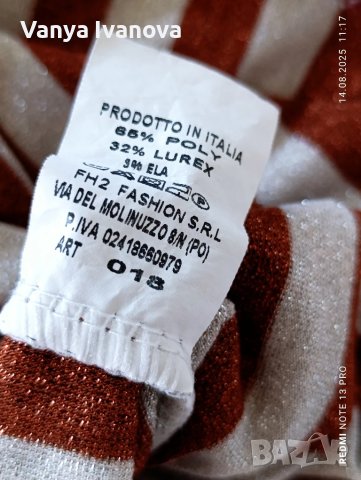 Vanya Ivanova
PRODOTTO IN ITALIA
65% POLY
32% LUREX
3% ELA
FH2 FASHION S.R.L
VIA DEL MOLINUZZO 8/N (PO)
P.IVA 02418660979
ART 018
14.08.2025 11:17
REDMI NOTE 13 PRO
BAZAR